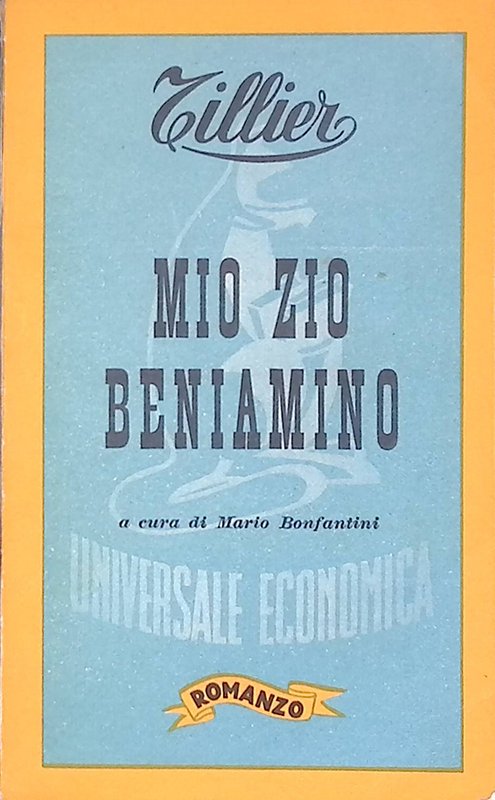 Tillier
MIO ZIO
BENIAMINO
a cura di Mario Bonfantini
UNIVERSALE ECONOMICA
ROMANZO